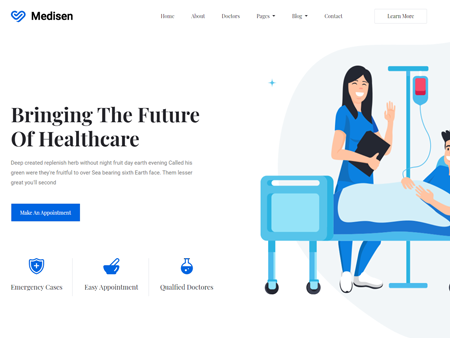 Medisen
Home About Doctors Pages Blog Contact Learn More
Bringing The Future
Of Healthcare
Deep created replenish herb without night fruit day earth evening Called his
green were they're fruitful to over Sea bearing sixth Earth face. Them lesser
great you'll second
Make An Appointment
Emergency Cases Easy Appointment Qualfied Doctores